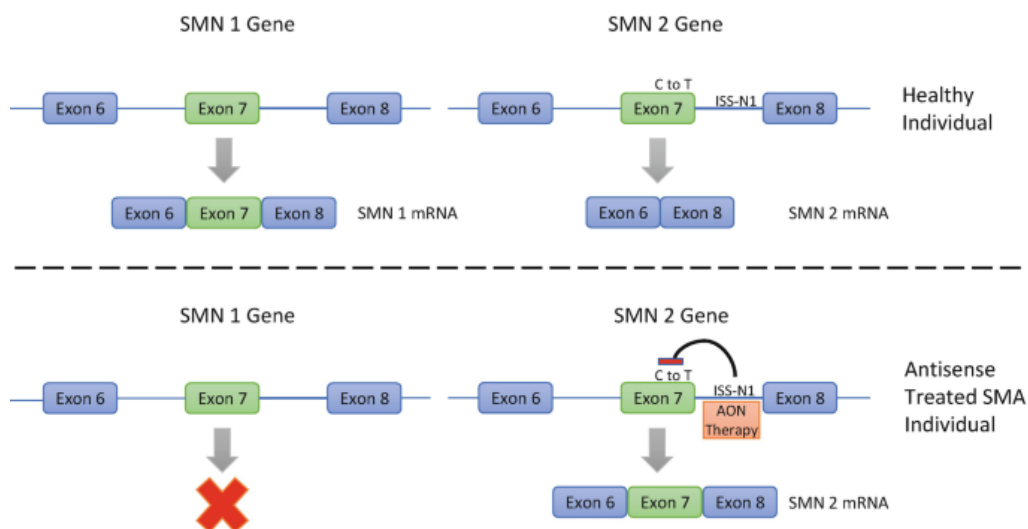 SMN 1 Gene
SMN 2 Gene
C to T
Exon 6
Exon 7
Exon 8
Exon 6
Exon 7
ISS-N1
Exon 8
Healthy
Individual
Exon 6
Exon 7
Exon 8
SMN 1 mRNA
Exon 6
Exon 8
SMN 2 mRNA
SMN 1 Gene
SMN 2 Gene
C to T
Exon 6
Exon 7
Exon 8
Exon 6
Exon 7
ISS-N1
Exon 8
AON
Therapy
Antisense
Treated SMA
Individual
Exon 6
Exon 7
Exon 8
SMN 2 mRNA